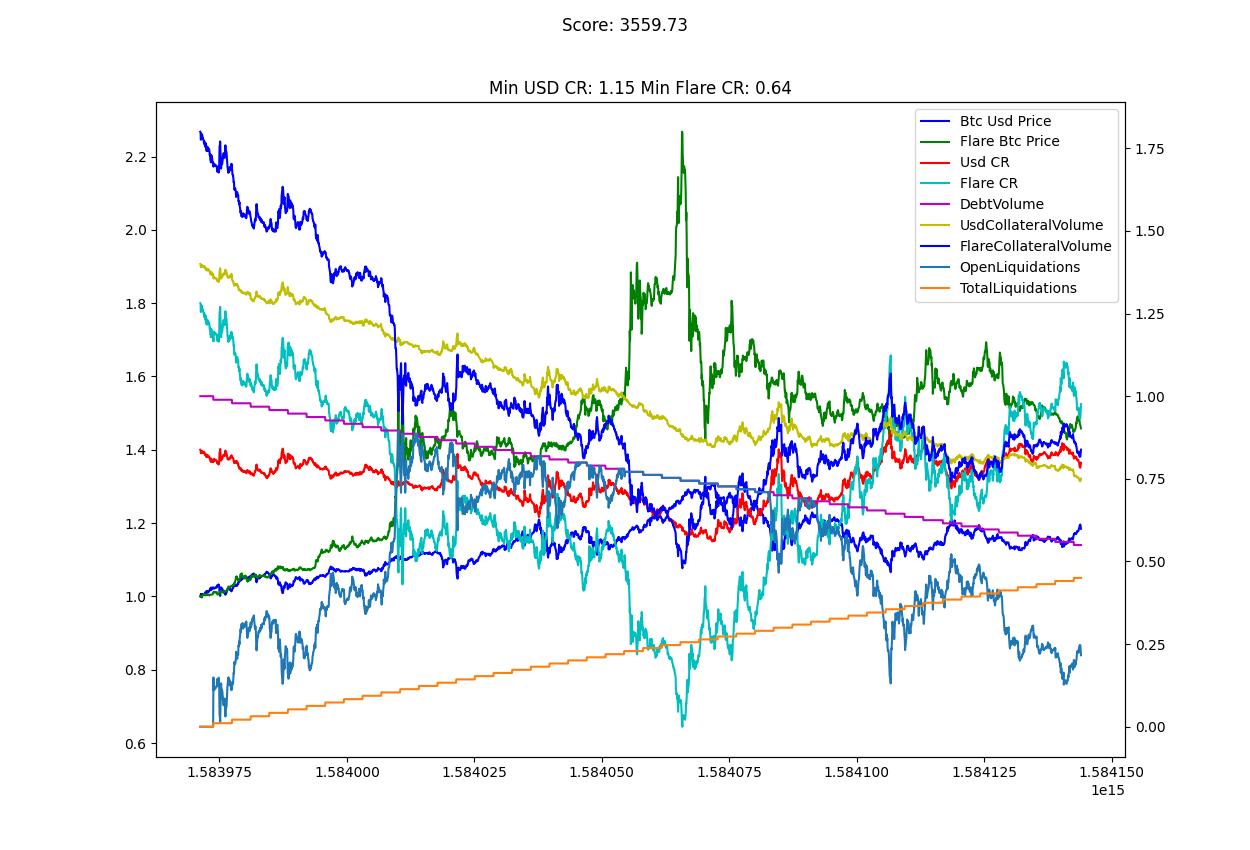 Score: 3559.73
Min USD CR: 1.15 Min Flare CR: 0.64
Btc Usd Price
Flare Btc Price
Usd CR
Flare CR
DebtVolume
UsdCollateralVolume
FlareCollateralVolume
OpenLiquidations
TotalLiquidations
2.2
2.0
1.8
1.6
1.4
1.2
1.0
0.8
0.6
1.75
1.50
1.25
1.00
0.75
0.50
0.25
0.00
1.583975 1.584000 1.584025 1.584050 1.584075 1.584100 1.584125 1.584150
1e15